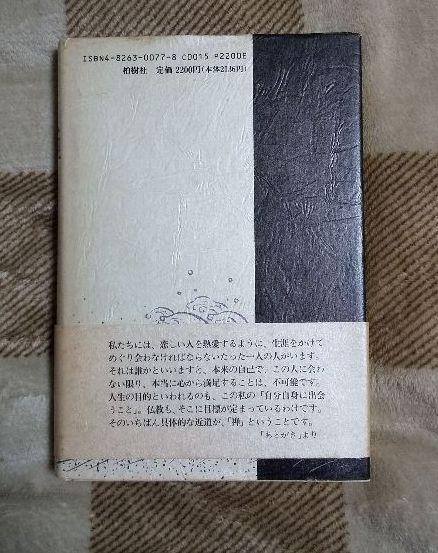 ISBN4-8263-0077-8 C0015 P2200E
柏樹社 定価 2200円(本体2136円)
私たちには、恋しい人を熱愛するように、生涯をかけて
めぐり会わなければならないたった一人の人がいます。
それは誰かといいますと、本来の自己で、この人に会わ
ない限り、本当に心から満足することは、不可能です。
人生の目的といわれるのも、この私の「自分自身に出会
うこと」。仏教も、そこに目標が定まっているわけです。
そのいちばん具体的な近道が、「禅」ということです。
「あとがき」より